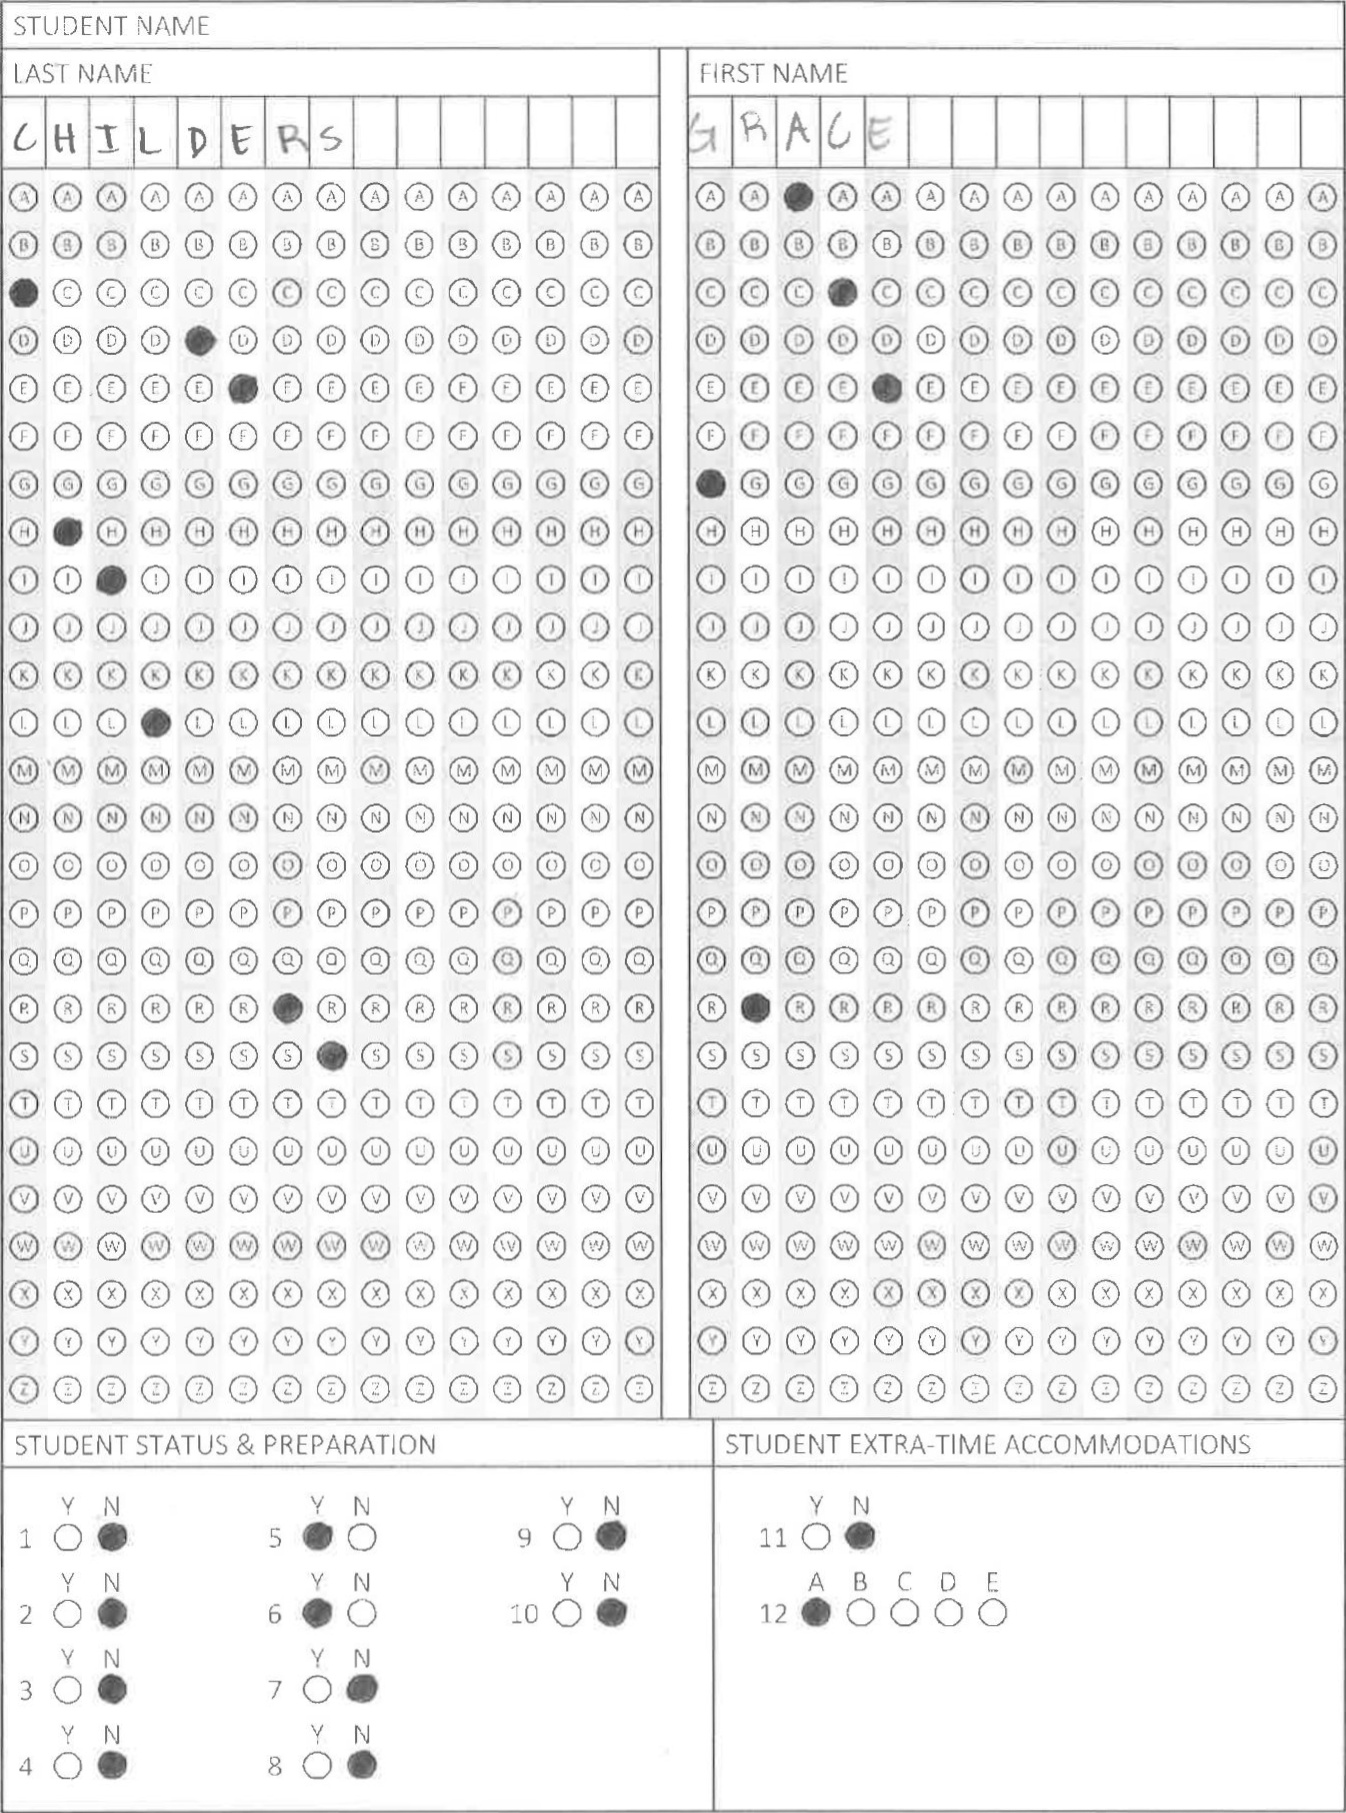 STUDENT NAME
LAST NAME
CHILDERS
A A A A A A A A A A A A A A A
B B B B B B B B B B B B B B B
C C C C C C C C C C C C C C
D D D D D D D D D D D D D D
E E E E E E E E E E E E E E
F F F F F F F F F F F F F F F
G G G G G G G G G G G G G G G
H H H H H H H H H H H H H H
I I I I I I I I I I I I I I
J J J J J J J J J J J J J J J
K K K K K K K K K K K K K K K
L L L L L L L L L L L L L L
M M M M M M M M M M M M M M M
N N N N N N N N N N N N N N N
O O O O O O O O O O O O O O O
P P P P P P P P P P P P P P P
Q Q Q Q Q Q Q Q Q Q Q Q Q Q Q
R R R R R R R R R R R R R R
S S S S S S S S S S S S S S
T T T T T T T T T T T T T T T
U U U U U U U U U U U U U U U
V V V V V V V V V V V V V V V
W W W W W W W W W W W W W W W
X X X X X X X X X X X X X X X
Y Y Y Y Y Y Y Y Y Y Y Y Y Y Y
Z Z Z Z Z Z Z Z Z Z Z Z Z Z Z
FIRST NAME
GRACE
A A A A A A A A A A A A A A
B B B B B B B B B B B B B B B
C C C C C C C C C C C C C C
D D D D D D D D D D D D D D D
E E E E E E E E E E E E E E
F F F F F F F F F F F F F F F
G G G G G G G G G G G G G G
H H H H H H H H H H H H H H H
I I I I I I I I I I I I I I I
J J J J J J J J J J J J J J J
K K K K K K K K K K K K K K K
L L L L L L L L L L L L L L L
M M M M M M M M M M M M M M M
N N N N N N N N N N N N N N N
O O O O O O O O O O O O O O O
P P P P P P P P P P P P P P P
Q Q Q Q Q Q Q Q Q Q Q Q Q Q Q
R R R R R R R R R R R R R R
S S S S S S S S S S S S S S S
T T T T T T T T T T T T T T T
U U U U U U U U U U U U U U U
V V V V V V V V V V V V V V V
W W W W W W W W W W W W W W W
X X X X X X X X X X X X X X X
Y Y Y Y Y Y Y Y Y Y Y Y Y Y Y
Z Z Z Z Z Z Z Z Z Z Z Z Z Z Z
STUDENT STATUS & PREPARATION
Y N
1
Y N
2
Y N
3
Y N
4
Y N
5
Y N
6
Y N
7
Y N
8
Y N
9
Y N
10
STUDENT EXTRA-TIME ACCOMMODATIONS
Y N
11
A B C D E
12